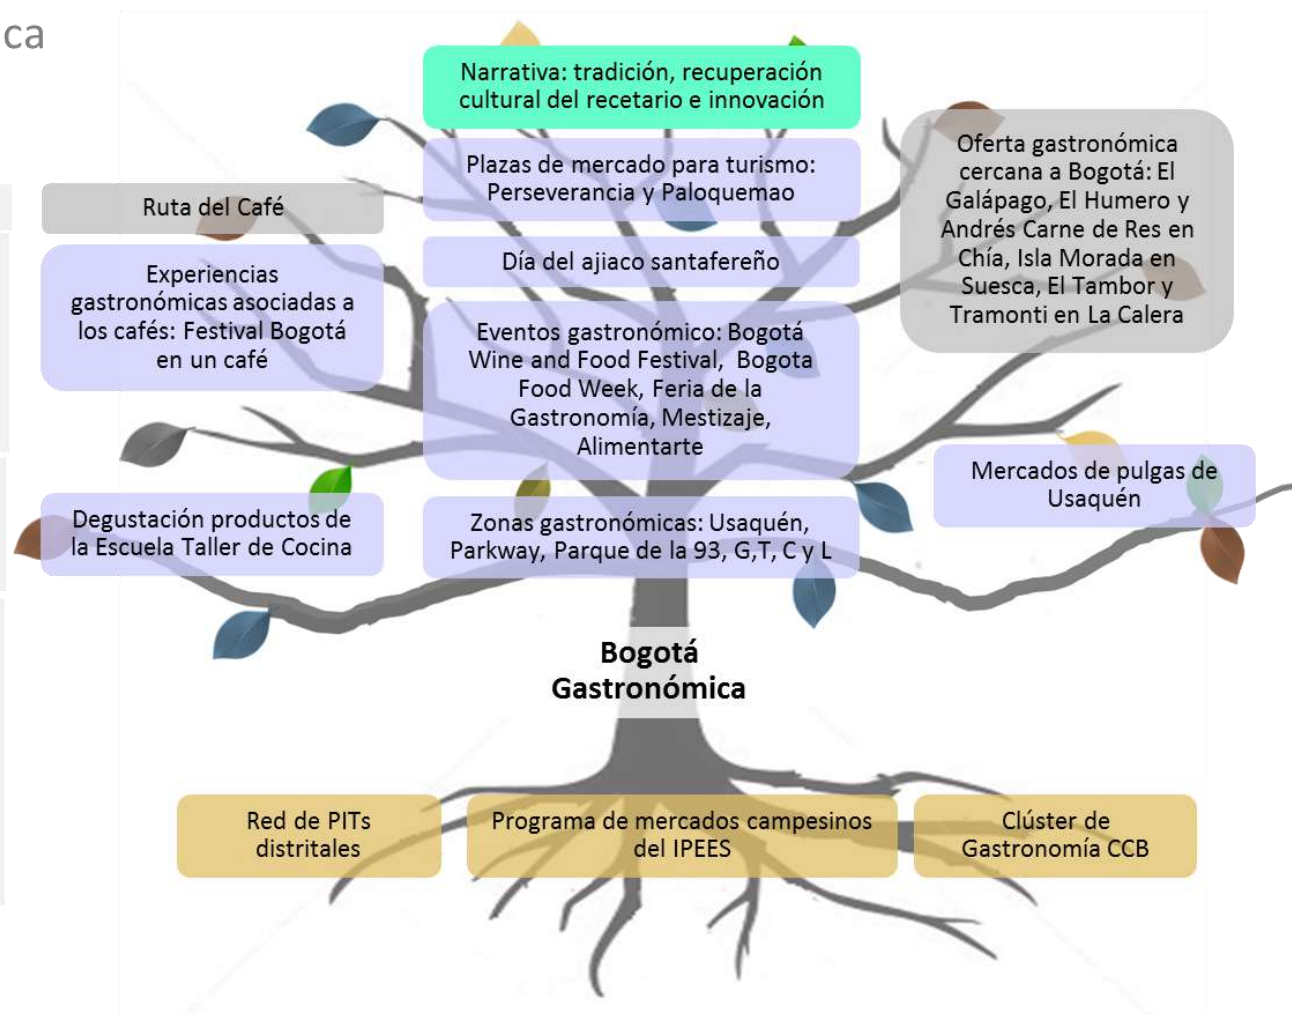 ca
Narrativa: tradición, recuperación
cultural del recetario e innovación
Plazas de mercado para turismo:
Perseverancia y Paloquemao
Oferta gastronómica
cercana a Bogotá: El
Galápago, El Humero y
Andrés Carne de Res en
Chía, Isla Morada en
Suesca, El Tambor y
Tramonti en La Calera
Ruta del Café
Día del ajiaco santafereño
Experiencias
gastronómicas asociadas a
los cafés: Festival Bogotá
en un café
Eventos gastronómico: Bogotá
Wine and Food Festival, Bogota
Food Week, Feria de la
Gastronomía, Mestizaje,
Alimentarte
Mercados de pulgas de
Usaquén
Degustación productos de
la Escuela Taller de Cocina
Zonas gastronómicas: Usaquén,
Parkway, Parque de la 93, G,T, C y L
Bogotá
Gastronómica
Red de PITs
distritales
Programa de mercados campesinos
del IPEES
Clúster de
Gastronomía CCB